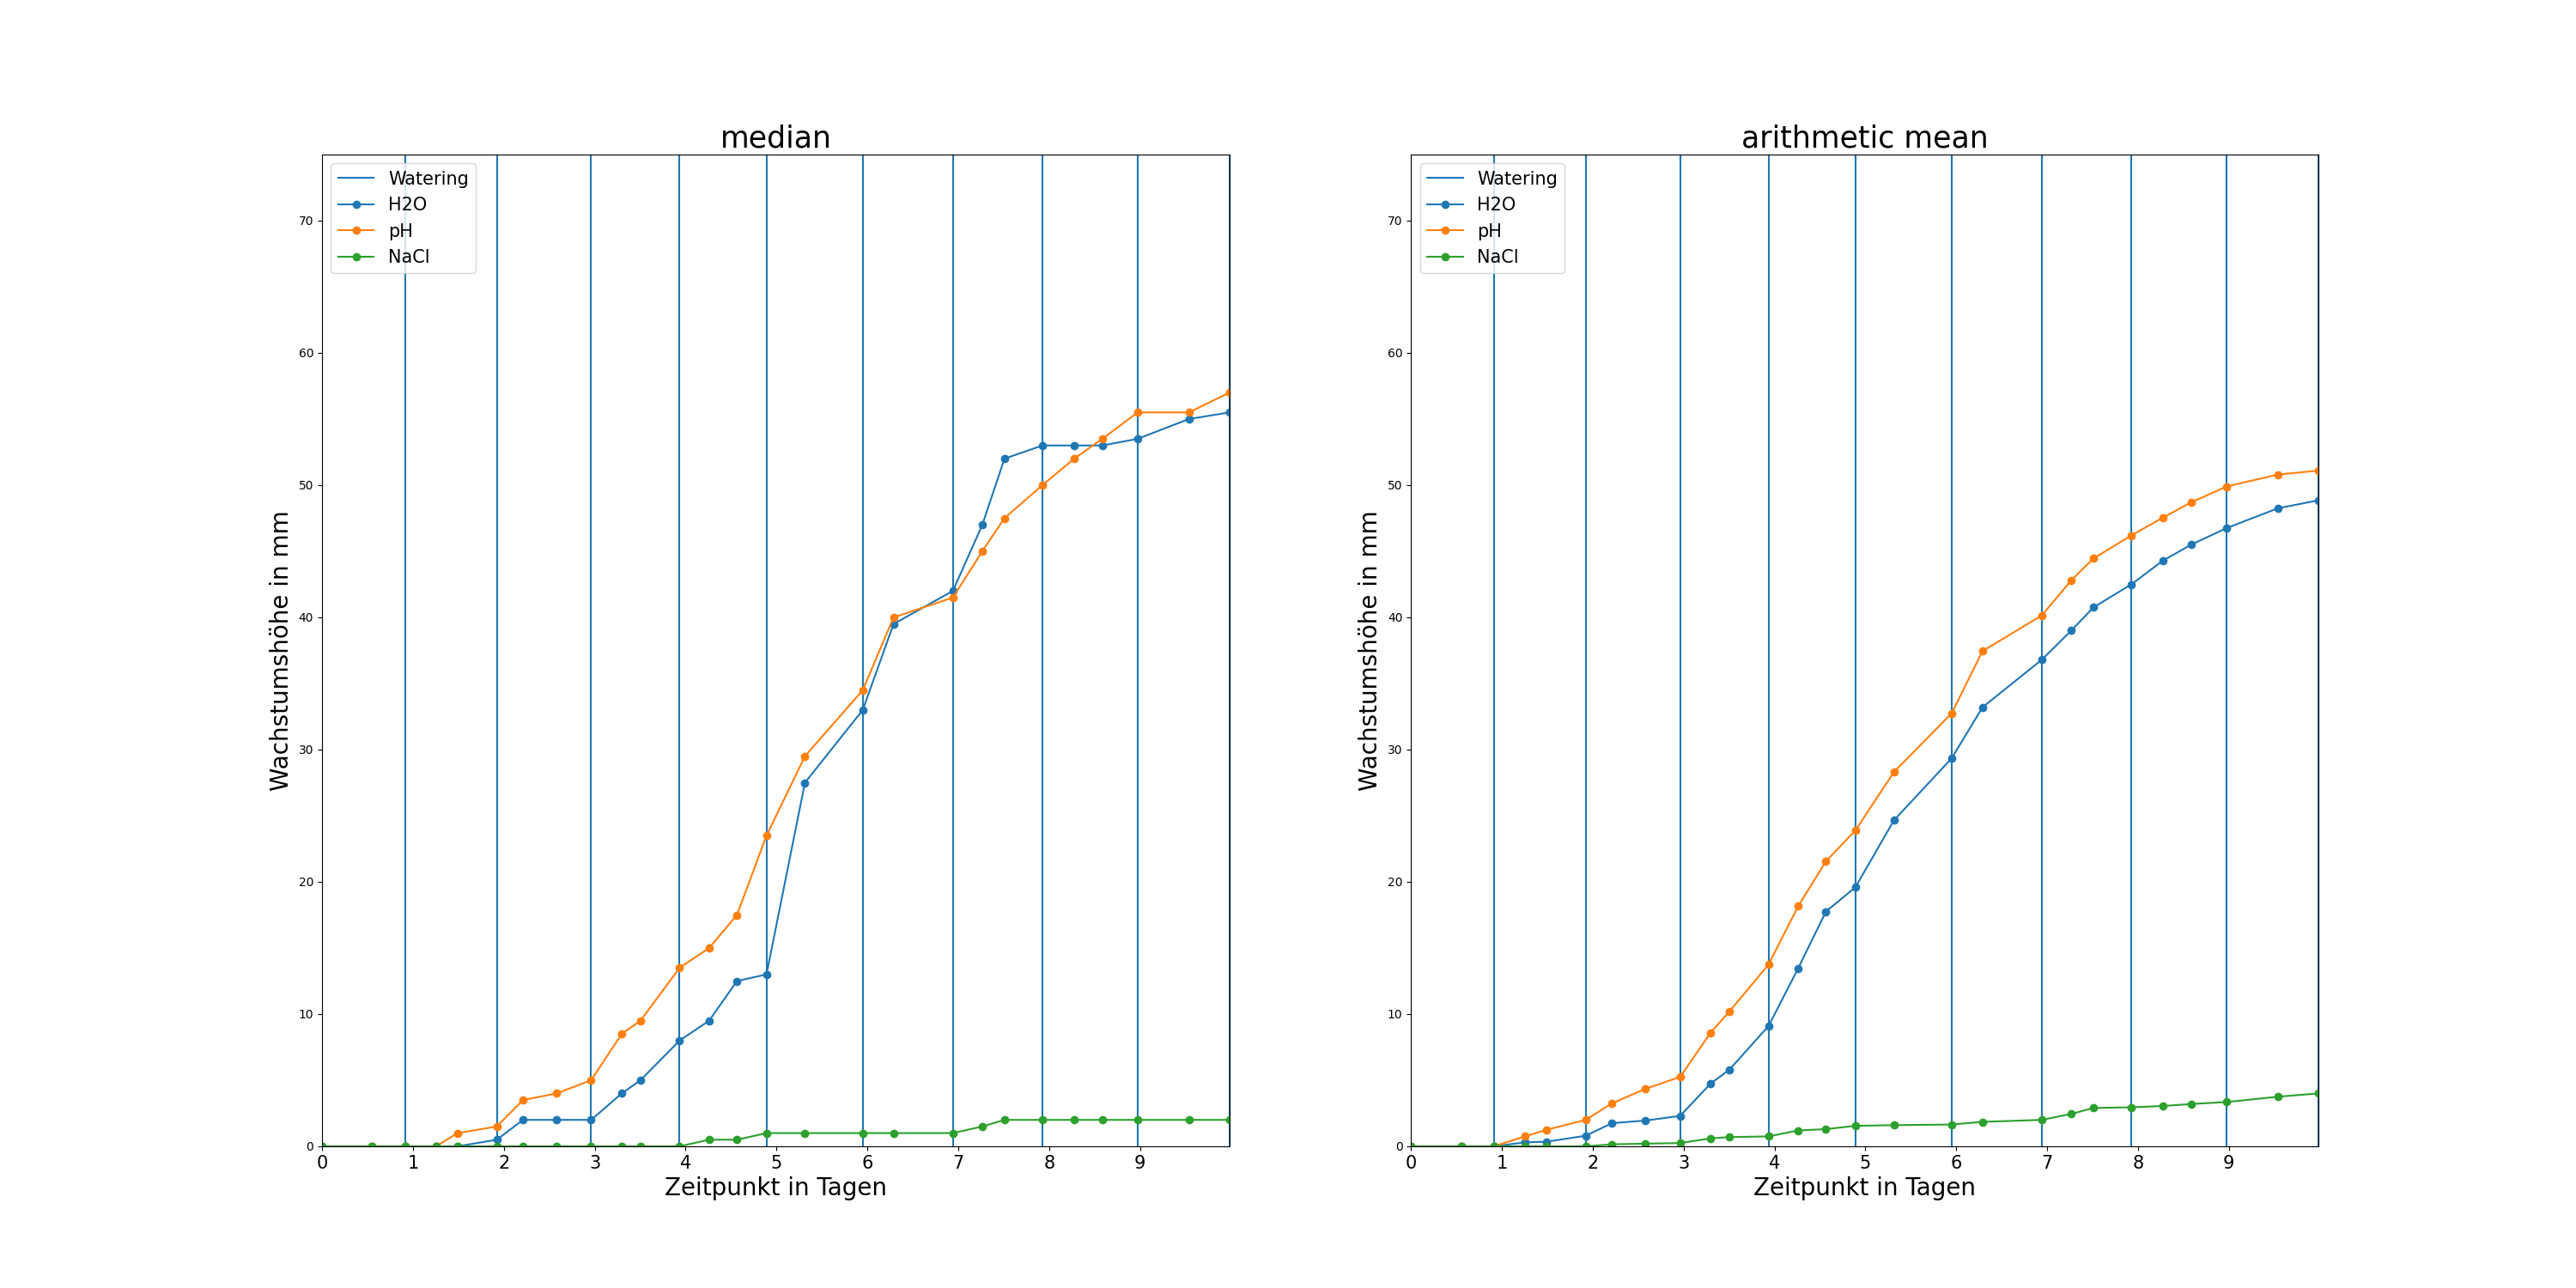 median
Watering
H2O
pH
NaCl
70
60
50
40
30
20
10
0
Wachstumshöhe in mm
0 1 2 3 4 5 6 7 8 9
Zeitpunkt in Tagen
arithmetic mean
Watering
H2O
pH
NaCl
70
60
50
40
30
20
10
0
Wachstumshöhe in mm
0 1 2 3 4 5 6 7 8 9
Zeitpunkt in Tagen